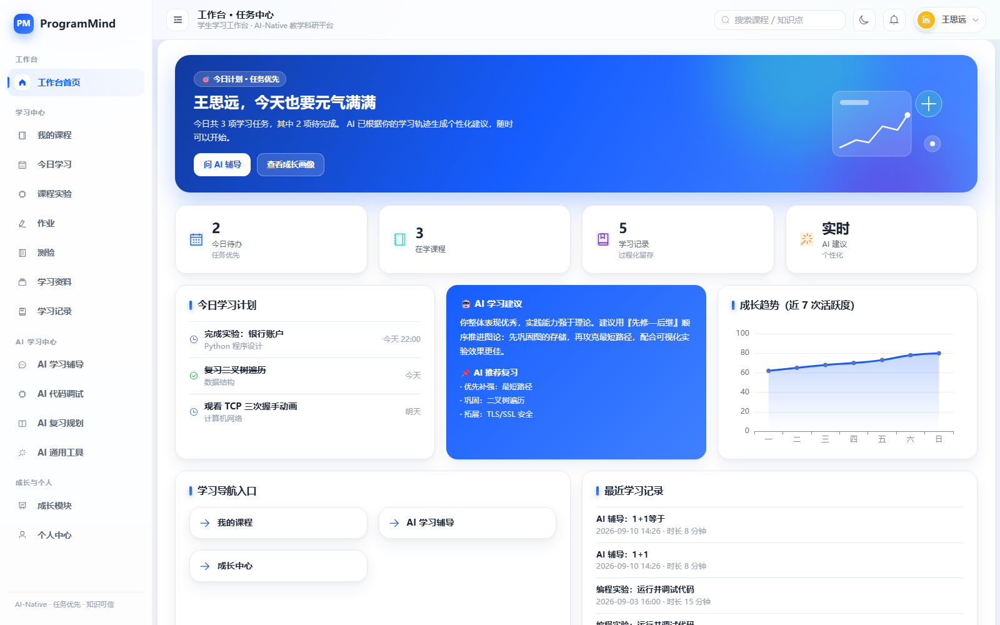 PM ProgramMind
工作台
工作台首页
学习中心
我的课程
今日学习
课程实验
作业
测验
学习资料
学习记录
AI 学习中心
AI 学习辅导
AI 代码调试
AI 复习规划
AI 通用工具
成长与个人
成长模块
个人中心
AI-Native · 任务优先 · 知识可信
工作台 • 任务中心
学生学习工作台 · AI-Native 教学科研平台
搜索课程 / 知识点
远 王思远
今日计划 • 任务优先
王思远，今天也要元气满满
今日共 3 项学习任务，其中 2 项待完成。 AI 已根据你的学习轨迹生成个性化建议，随时
可以开始。
问 AI 辅导 查看成长画像
2
今日待办
任务优先
3
在学课程
5
学习记录
过程化留存
实时
AI 建议
个性化
今日学习计划
完成实验：银行账户
Python 程序设计
今天 22:00
复习二叉树遍历
数据结构
今天
观看 TCP 三次握手动画
计算机网络
明天
AI 学习建议
你整体表现优秀，实践能力强于理论。建议用『先修—后继』顺
序推进图论：先巩固图的存储，再攻克最短路径，配合可视化实
验效果更佳。
AI 推荐复习
· 优先补强：最短路径
· 巩固：二叉树遍历
· 拓展：TLS/SSL 安全
成长趋势（近 7 次活跃度）
100
80
60
40
20
0
一 二 三 四 五 六 日
学习导航入口
我的课程
AI 学习辅导
成长中心
最近学习记录
AI 辅导：1+1等于
2026-09-10 14:26 · 时长 8 分钟
AI 辅导：1+1
2026-09-10 14:26 · 时长 8 分钟
编程实验：运行并调试代码
2026-09-03 16:00 · 时长 15 分钟
编程实验：运行并调试代码